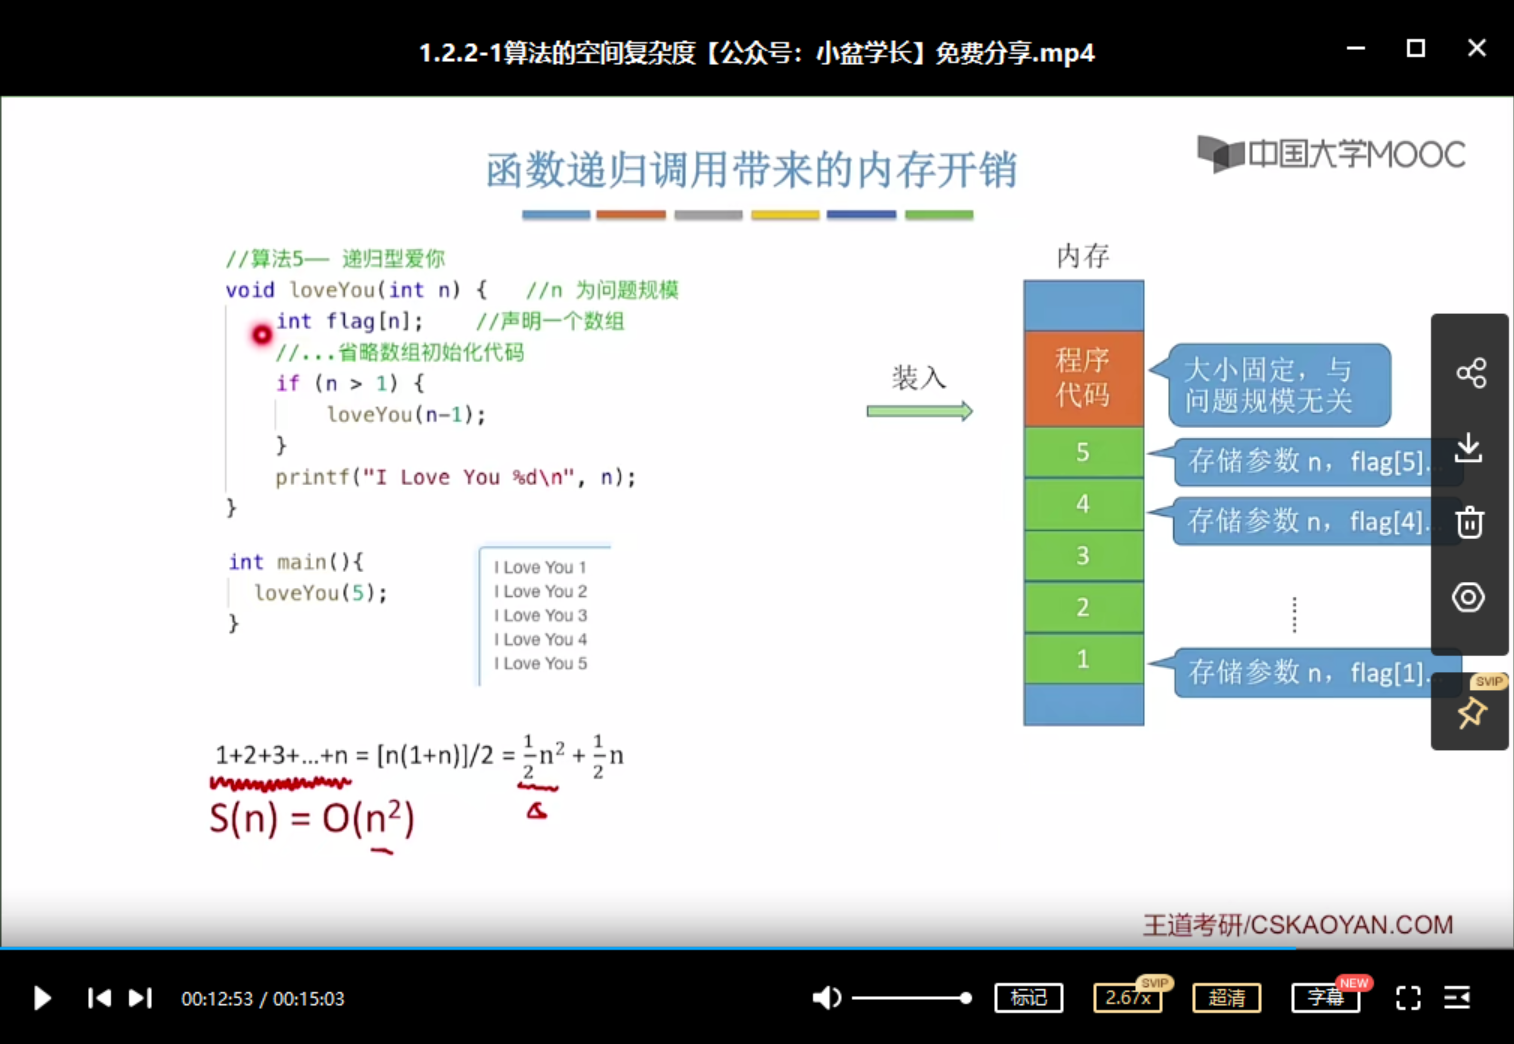 1.2.2-1算法的空间复杂度【公众号：小盆学长】免费分享.mp4
函数递归调用带来的内存开销
中国大学MOOC
//算法5—— 递归型爱你
void loveYou(int n) { //n 为问题规模
int flag[n]; //声明一个数组
//...省略数组初始化代码
if (n > 1) {
loveYou(n-1);
}
printf("I Love You %d\n", n);
}
int main(){
loveYou(5);
}
I Love You 1
I Love You 2
I Love You 3
I Love You 4
I Love You 5
1+2+3+...+n = [n(1+n)]/2 = 1/2 n² + 1/2 n
S(n) = O(n²)
装入
内存
程序
代码
5
4
3
2
1
大小固定，与
问题规模无关
存储参数 n，flag[5]...
存储参数 n，flag[4]...
存储参数 n，flag[1]...
SVIP
王道考研/CSKAOYAN.COM
00:12:53 / 00:15:03
标记
2.67x
SVIP
超清
字幕
NEW